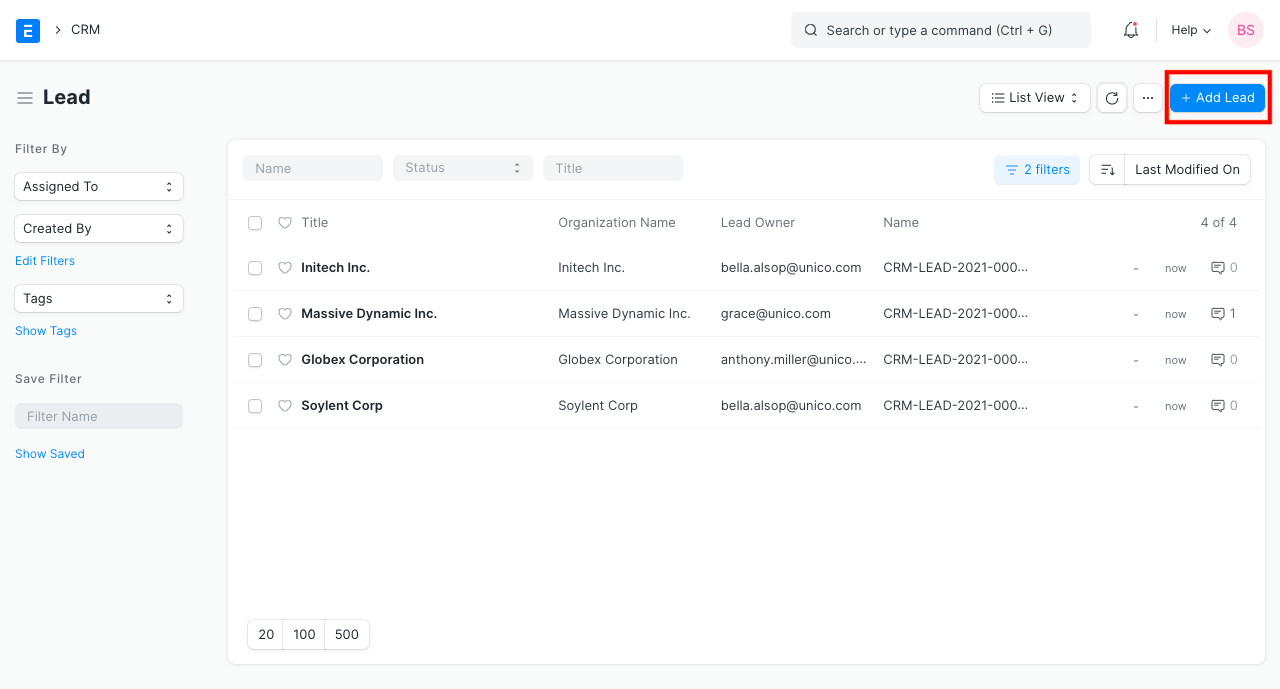 E > CRM Search or type a command (Ctrl + G) Help BS
Lead List View ... + Add Lead
Filter By
Assigned To
Created By
Edit Filters
Tags
Show Tags
Save Filter
Filter Name
Show Saved
Name Status Title 2 filters Last Modified On
Title Organization Name Lead Owner Name 4 of 4
Initech Inc. Initech Inc. bella.alsop@unico.com CRM-LEAD-2021-000... - now 0
Massive Dynamic Inc. Massive Dynamic Inc. grace@unico.com CRM-LEAD-2021-000... - now 1
Globex Corporation Globex Corporation anthony.miller@unico.... CRM-LEAD-2021-000... - now 0
Soylent Corp Soylent Corp bella.alsop@unico.com CRM-LEAD-2021-000... - now 0
20 100 500